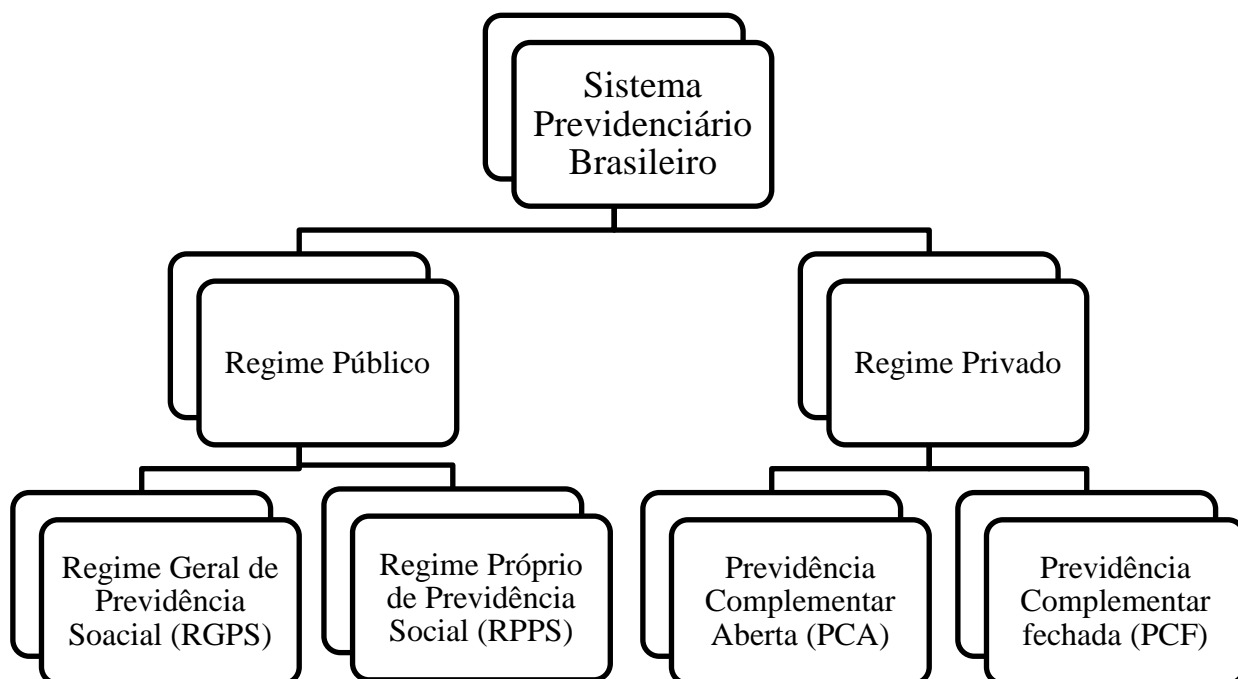 Sistema
Previdenciário
Brasileiro
Regime Público
Regime Privado
Regime Geral de
Previdência
Soacial (RGPS)
Regime Próprio
de Previdência
Social (RPPS)
Previdência
Complementar
Aberta (PCA)
Previdência
Complementar
fechada (PCF)